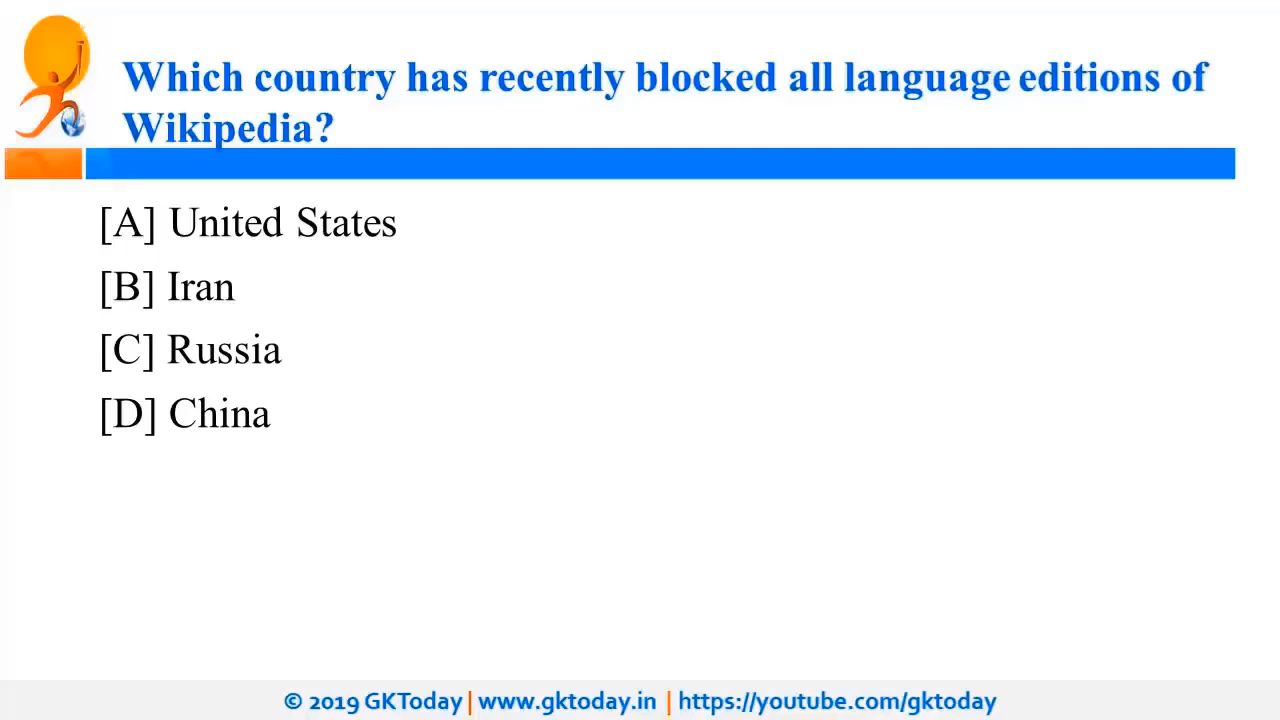 Which country has recently blocked all language editions of
Wikipedia?
[A] United States
[B] Iran
[C] Russia
[D] China
© 2019 GKToday | www.gktoday.in | https://youtube.com/gktoday